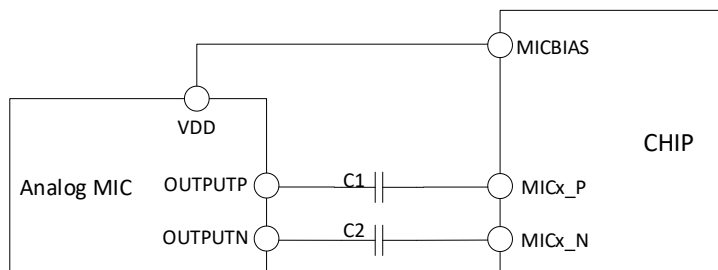 MICBIAS
VDD
CHIP
Analog MIC
OUTPUTP
C1
MICx_P
OUTPUTN
C2
MICx_N